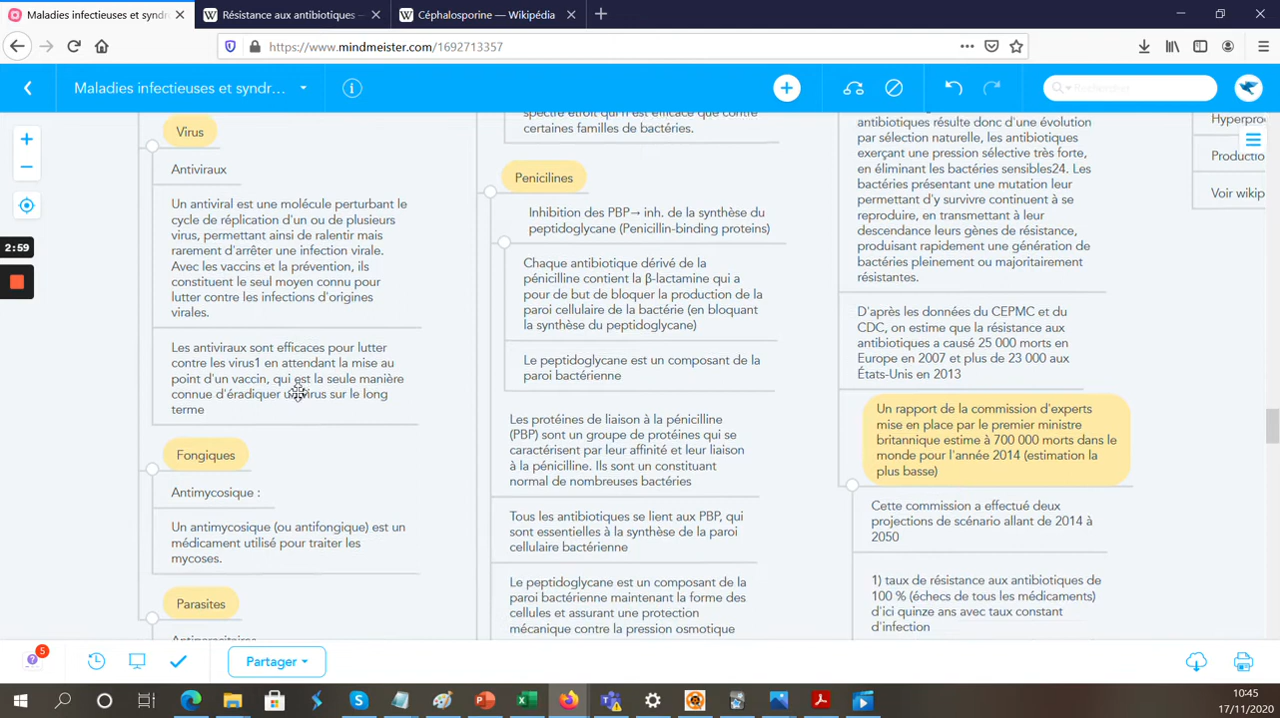 Maladies infectieuses et syndr
Résistance aux antibiotiques —
Céphalosporine — Wikipédia
https://www.mindmeister.com/1692713357
Maladies infectieuses et syndr...
Rechercher
2:59
Virus
Antiviraux
Un antiviral est une molécule perturbant le
cycle de réplication d'un ou de plusieurs
virus, permettant ainsi de ralentir mais
rarement d'arrêter une infection virale.
Avec les vaccins et la prévention, ils
constituent le seul moyen connu pour
lutter contre les infections d'origines
virales.
Les antiviraux sont efficaces pour lutter
contre les virus1 en attendant la mise au
point d'un vaccin, qui est la seule manière
connue d'éradiquer un virus sur le long
terme
Fongiques
Antimycosique :
Un antimycosique (ou antifongique) est un
médicament utilisé pour traiter les
mycoses.
Parasites
Antiparasitaires
spectre étroit qui n'est efficace que contre
certaines familles de bactéries.
Penicilines
Inhibition des PBP→ inh. de la synthèse du
peptidoglycane (Penicillin-binding proteins)
Chaque antibiotique dérivé de la
pénicilline contient la β-lactamine qui a
pour de but de bloquer la production de la
paroi cellulaire de la bactérie (en bloquant
la synthèse du peptidoglycane)
Le peptidoglycane est un composant de la
paroi bactérienne
Les protéines de liaison à la pénicilline
(PBP) sont un groupe de protéines qui se
caractérisent par leur affinité et leur liaison
à la pénicilline. Ils sont un constituant
normal de nombreuses bactéries
Tous les antibiotiques se lient aux PBP, qui
sont essentielles à la synthèse de la paroi
cellulaire bactérienne
Le peptidoglycane est un composant de la
paroi bactérienne maintenant la forme des
cellules et assurant une protection
mécanique contre la pression osmotique
antibiotiques résulte donc d'une évolution
par sélection naturelle, les antibiotiques
exerçant une pression sélective très forte,
en éliminant les bactéries sensibles24. Les
bactéries présentant une mutation leur
permettant d'y survivre continuent à se
reproduire, en transmettant à leur
descendance leurs gènes de résistance,
produisant rapidement une génération de
bactéries pleinement ou majoritairement
résistantes.
D'après les données du CEPMC et du
CDC, on estime que la résistance aux
antibiotiques a causé 25 000 morts en
Europe en 2007 et plus de 23 000 aux
États-Unis en 2013
Un rapport de la commission d'experts
mise en place par le premier ministre
britannique estime à 700 000 morts dans le
monde pour l'année 2014 (estimation la
plus basse)
Cette commission a effectué deux
projections de scénario allant de 2014 à
2050
1) taux de résistance aux antibiotiques de
100 % (échecs de tous les médicaments)
d'ici quinze ans avec taux constant
d'infection
Hyperpro
Productio
Voir wikip
5
Partager
10:45
17/11/2020